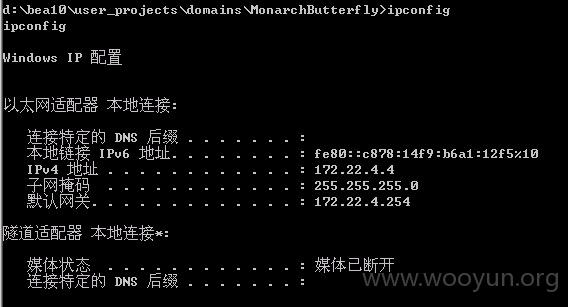 d:\bea10\user_projects\domains\MonarchButterfly>ipconfig
ipconfig
Windows IP 配置
以太网适配器 本地连接:
连接特定的 DNS 后缀 . . . . . . . :
本地链接 IPv6 地址. . . . . . . . : fe80::c878:14f9:b6a1:12f5%10
IPv4 地址 . . . . . . . . . . . . : 172.22.4.4
子网掩码 . . . . . . . . . . . . : 255.255.255.0
默认网关. . . . . . . . . . . . . : 172.22.4.254
隧道适配器 本地连接*:
媒体状态 . . . . . . . . . . . . : 媒体已断开
连接特定的 DNS 后缀 . . . . . . . :
www.wooyun.org